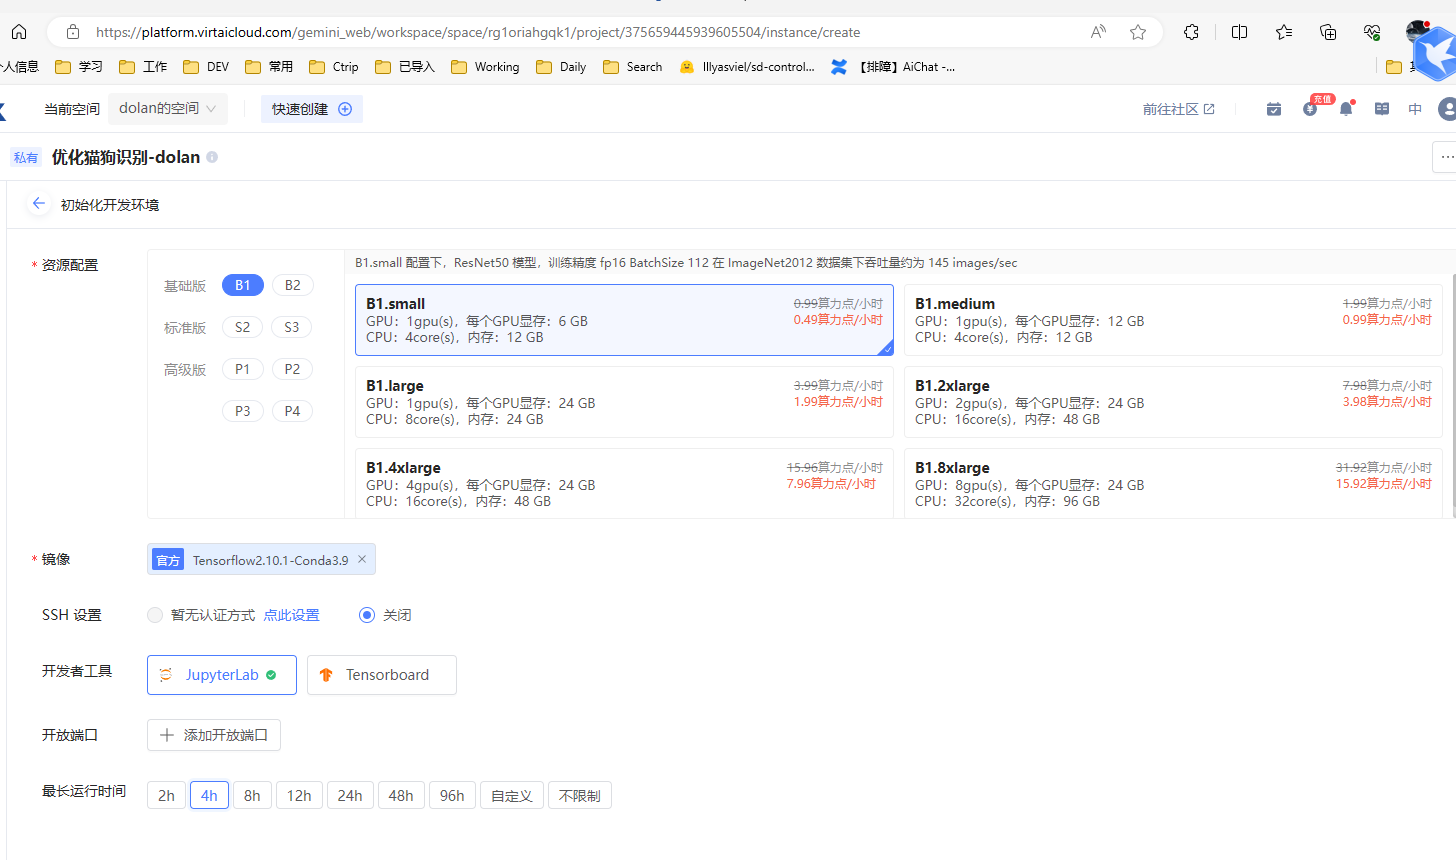 https://platform.virtaicloud.com/gemini_web/workspace/space/rg1oriahgqk1/project/375659445939605504/instance/create
人信息 学习 工作 DEV 常用 Ctrip 已导入 Working Daily Search lllyasviel/sd-control... 【排障】AiChat -...
当前空间 dolan的空间 快速创建 前往社区 充值 中
私有 优化猫狗识别-dolan
初始化开发环境
* 资源配置
基础版 B1 B2
标准版 S2 S3
高级版 P1 P2
P3 P4
B1.small 配置下，ResNet50 模型，训练精度 fp16 BatchSize 112 在 ImageNet2012 数据集下吞吐量约为 145 images/sec
B1.small 0.99算力点/小时
GPU：1gpu(s)，每个GPU显存：6 GB 0.49算力点/小时
CPU：4core(s)，内存：12 GB
B1.medium 1.99算力点/小时
GPU：1gpu(s)，每个GPU显存：12 GB 0.99算力点/小时
CPU：4core(s)，内存：12 GB
B1.large 3.99算力点/小时
GPU：1gpu(s)，每个GPU显存：24 GB 1.99算力点/小时
CPU：8core(s)，内存：24 GB
B1.2xlarge 7.98算力点/小时
GPU：2gpu(s)，每个GPU显存：24 GB 3.98算力点/小时
CPU：16core(s)，内存：48 GB
B1.4xlarge 15.96算力点/小时
GPU：4gpu(s)，每个GPU显存：24 GB 7.96算力点/小时
CPU：16core(s)，内存：48 GB
B1.8xlarge 31.92算力点/小时
GPU：8gpu(s)，每个GPU显存：24 GB 15.92算力点/小时
CPU：32core(s)，内存：96 GB
* 镜像 官方 Tensorflow2.10.1-Conda3.9 ×
SSH 设置 暂无认证方式 点此设置 关闭
开发者工具 JupyterLab Tensorboard
开放端口 添加开放端口
最长运行时间 2h 4h 8h 12h 24h 48h 96h 自定义 不限制